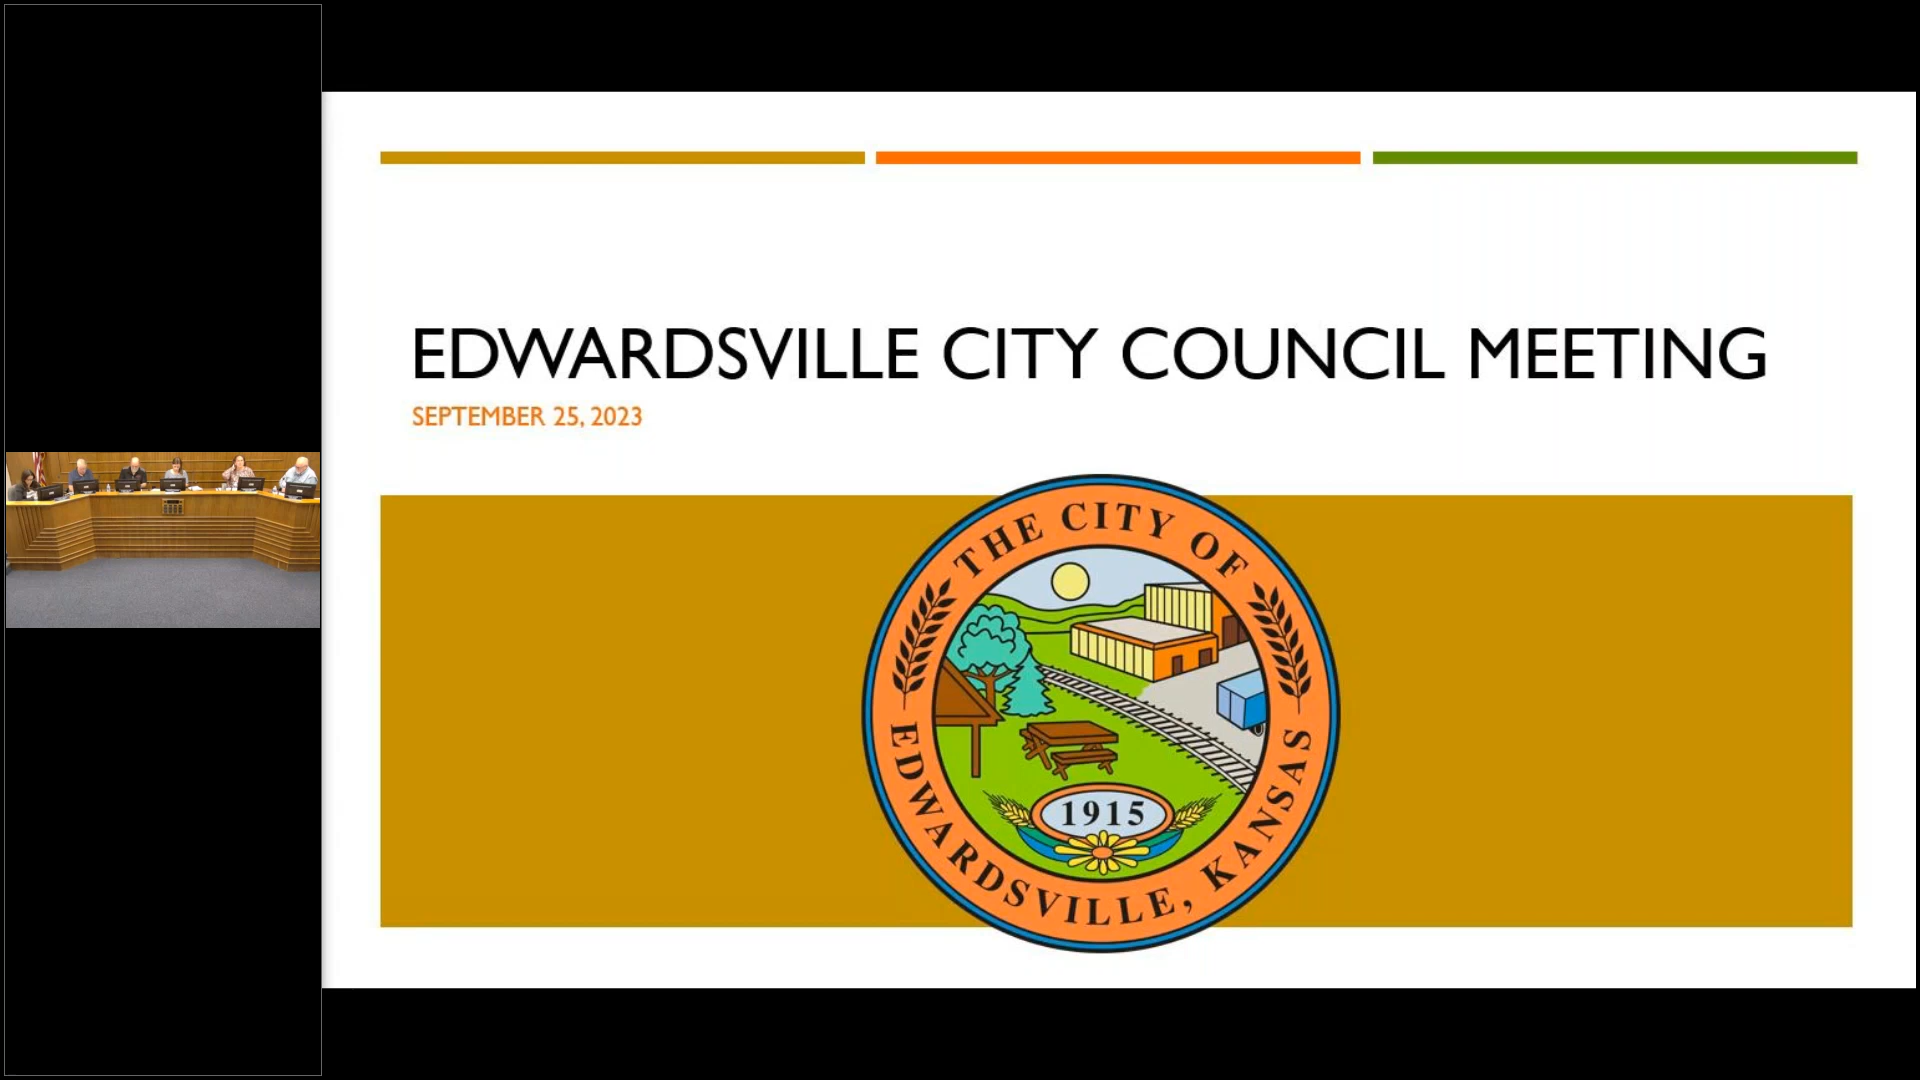 EDWARDSVILLE CITY COUNCIL MEETING
SEPTEMBER 25, 2023
THE CITY OF
EDWARDSVILLE, KANSAS
1915